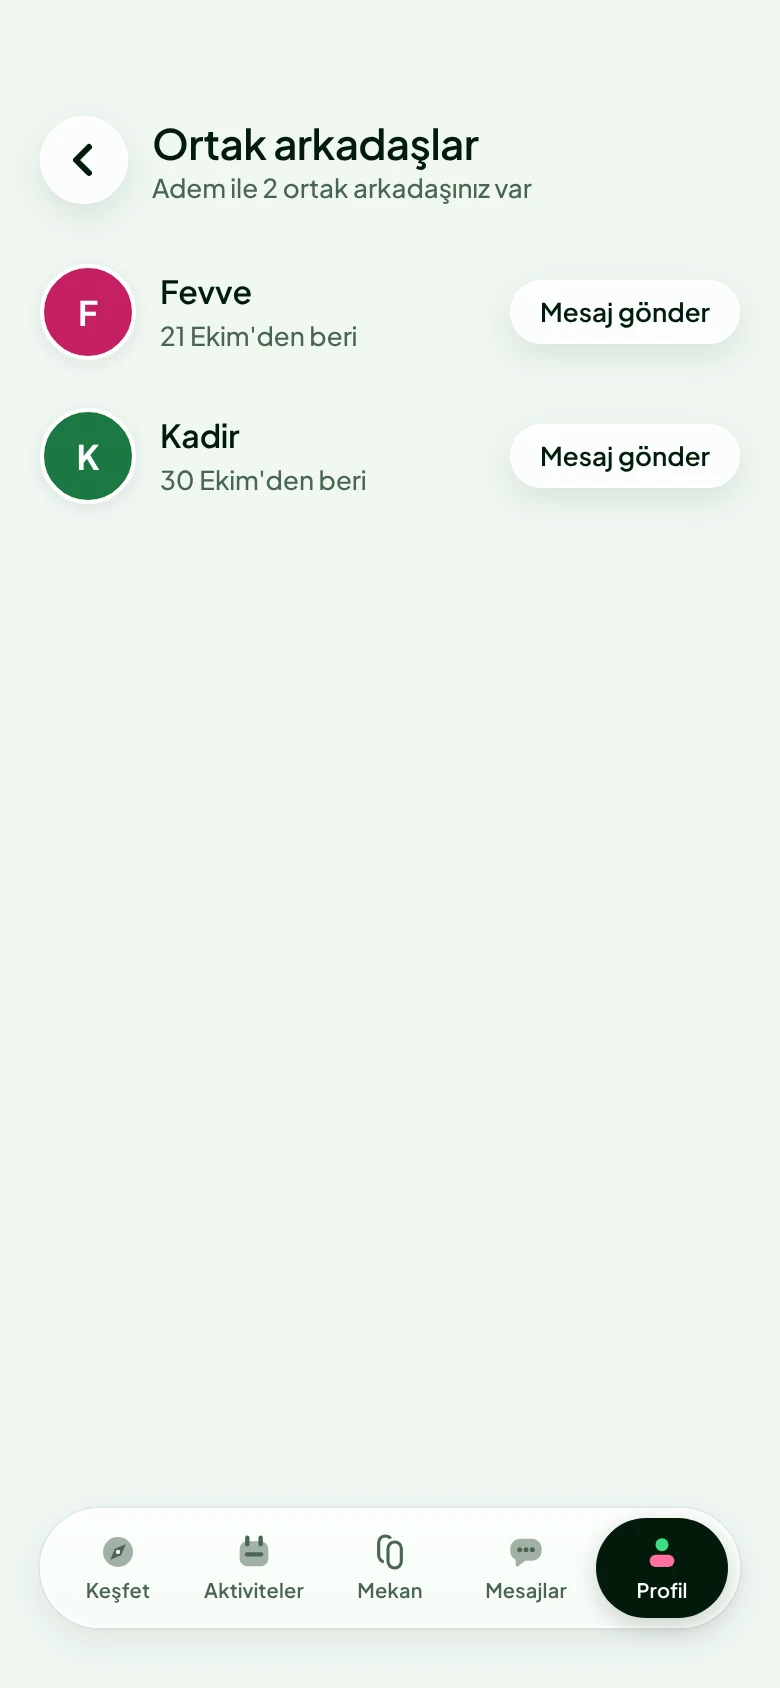 Ortak arkadaşlar
Adem ile 2 ortak arkadaşınız var
F
Fevve
21 Ekim'den beri
Mesaj gönder
K
Kadir
30 Ekim'den beri
Mesaj gönder
Keşfet
Aktiviteler
Mekan
Mesajlar
Profil